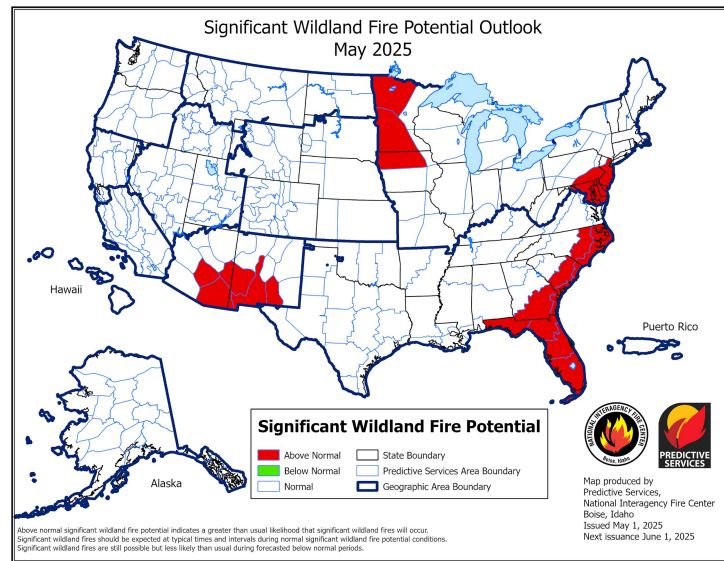 Significant Wildland Fire Potential Outlook
May 2025
Hawaii
Puerto Rico
Alaska
Significant Wildland Fire Potential
Above Normal
Below Normal
Normal
State Boundary
Predictive Services Area Boundary
Geographic Area Boundary
NATIONAL INTERAGENCY FIRE CENTER
Boise, Idaho
PREDICTIVE
SERVICES
Map produced by
Predictive Services,
National Interagency Fire Center
Boise, Idaho
Issued May 1, 2025
Next issuance June 1, 2025
Above normal significant wildland fire potential indicates a greater than usual likelihood that significant wildland fires will occur.
Significant wildland fires should be expected at typical times and intervals during normal significant wildland fire potential conditions.
Significant wildland fires are still possible but less likely than usual during forecasted below normal periods.